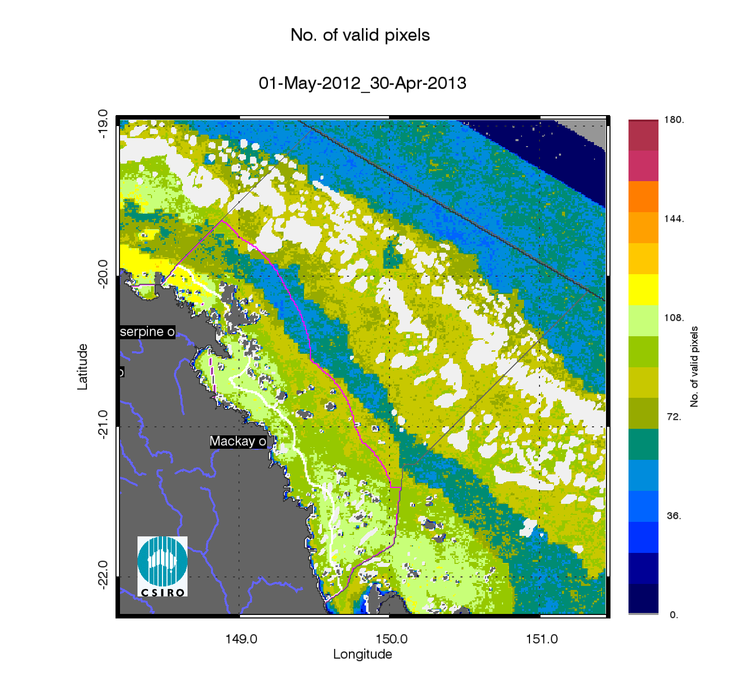 No. of valid pixels
01-May-2012_30-Apr-2013
-19.0
-20.0
-21.0
-22.0
Latitude
serpine o
o
Mackay o
CSIRO
149.0
150.0
151.0
Longitude
180.
144.
108.
72.
36.
0.
No. of valid pixels